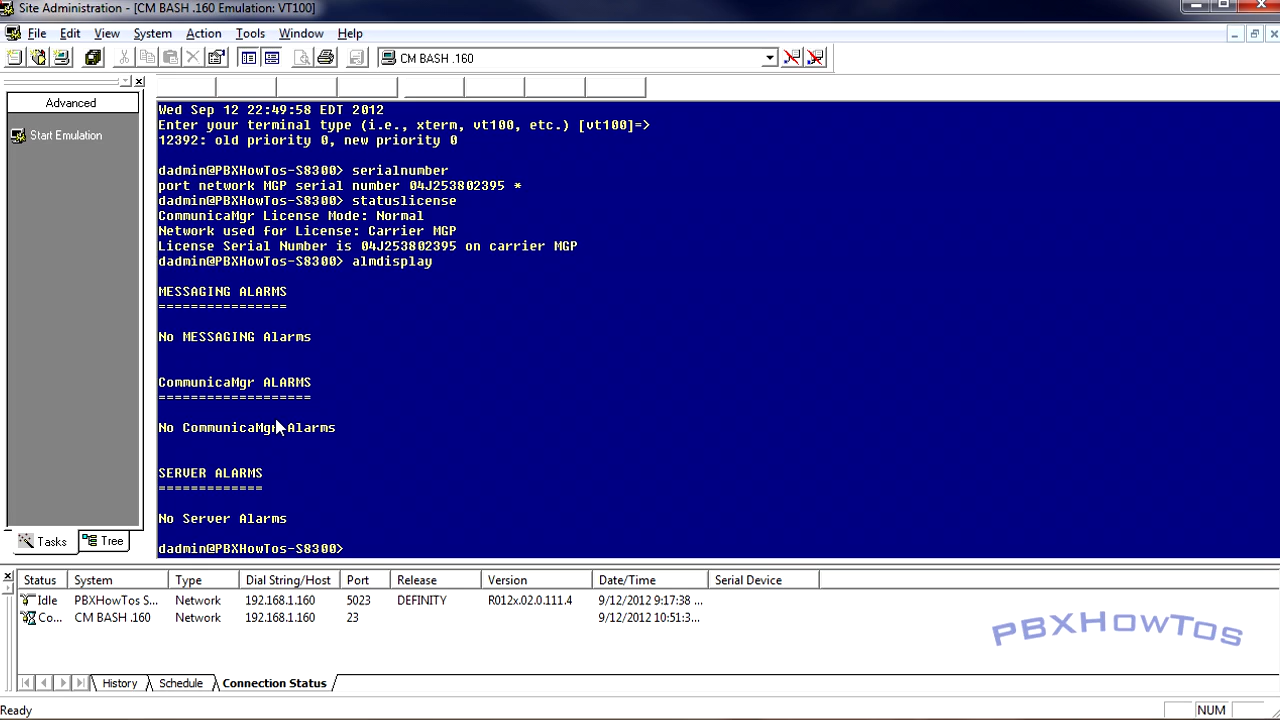 Site Administration - [CM BASH .160 Emulation: VT100]
File Edit View System Action Tools Window Help
CM BASH .160
Advanced
Start Emulation
Wed Sep 12 22:49:58 EDT 2012
Enter your terminal type (i.e., xterm, vt100, etc.) [vt100]=>
12392: old priority 0, new priority 0
dadmin@PBXHowTos-S8300> serialnumber
port network MGP serial number 04J253802395 *
dadmin@PBXHowTos-S8300> statuslicense
CommunicaMgr License Mode: Normal
Network used for License: Carrier MGP
License Serial Number is 04J253802395 on carrier MGP
dadmin@PBXHowTos-S8300> almdisplay
MESSAGING ALARMS
================
No MESSAGING Alarms
CommunicaMgr ALARMS
===================
No CommunicaMgr Alarms
SERVER ALARMS
=============
No Server Alarms
dadmin@PBXHowTos-S8300>
Tasks Tree
Status System Type Dial String/Host Port Release Version Date/Time Serial Device
Idle PBXHowTos S... Network 192.168.1.160 5023 DEFINITY R012x.02.0.111.4 9/12/2012 9:17:38 ...
Co... CM BASH .160 Network 192.168.1.160 23 9/12/2012 10:51:3...
PBXHowTos
History Schedule Connection Status
Ready NUM